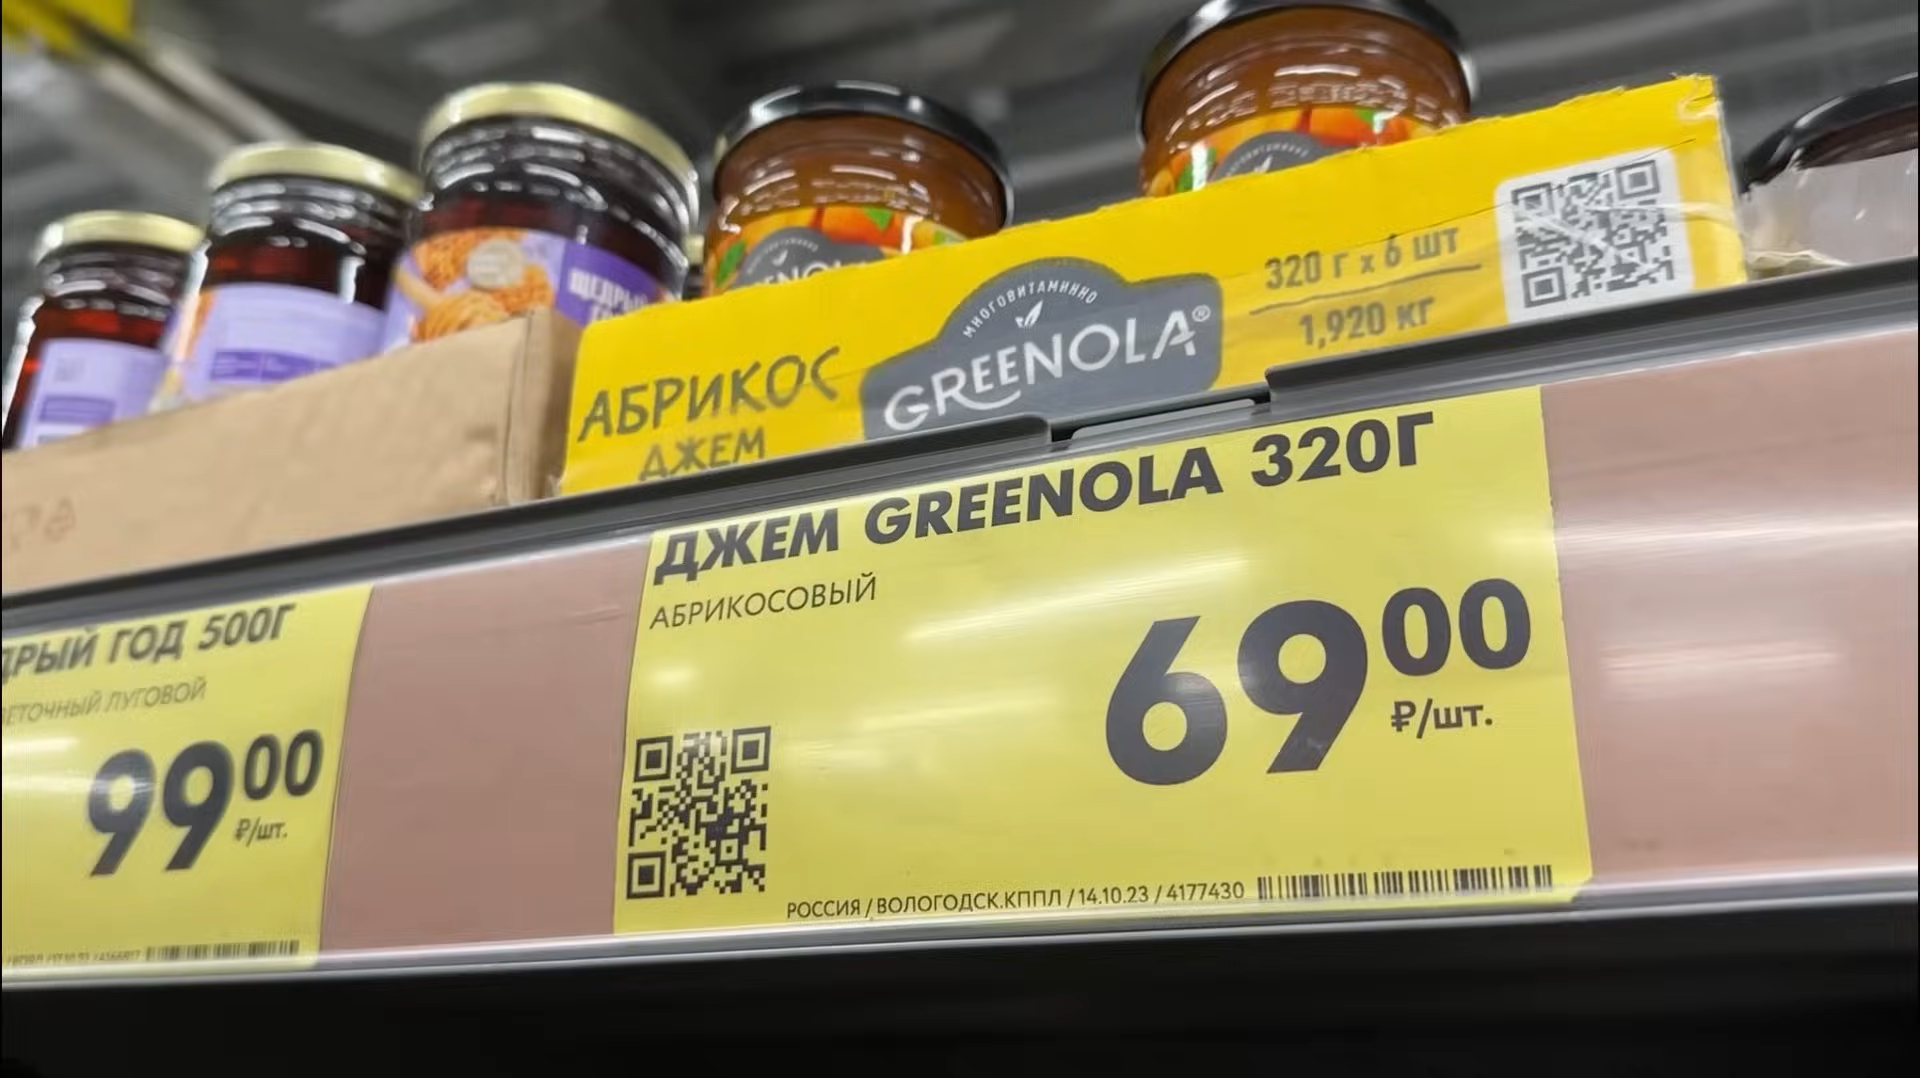 АБРИКОС
ДЖЕМ
МНОГОВИТАМИННО
GREENOLA®
320 г х 6 шт
1,920 кг
ДЖЕМ GREENOLA 320Г
АБРИКОСОВЫЙ
69 00
₽/шт.
РОССИЯ / ВОЛОГОДСК.КППЛ / 14.10.23 / 4177430
ДРЫЙ ГОД 500Г
ВЕТОЧНЫЙ ЛУГОВОЙ
99 00
₽/шт.